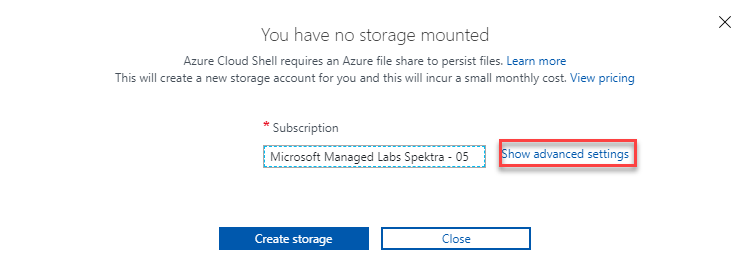 You have no storage mounted
Azure Cloud Shell requires an Azure file share to persist files. Learn more
This will create a new storage account for you and this will incur a small monthly cost. View pricing
* Subscription
Microsoft Managed Labs Spektra - 05
Show advanced settings
Create storage
Close